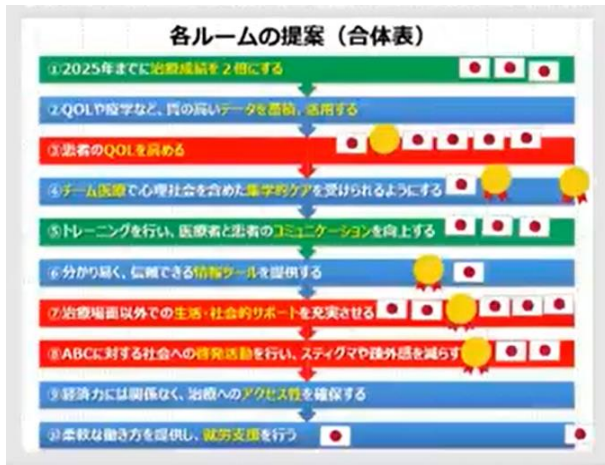 各ルームの提案（合体表）
①2025年までに治療成績を２倍にする
②QOLや疫学など、質の高いデータを蓄積、活用する
③患者のQOLを高める
④チーム医療で心理社会を含めた集学的ケアを受けられるようにする
⑤トレーニングを行い、医療者と患者のコミュニケーションを向上する
⑥分かり易く、信頼できる情報ツールを提供する
⑦治療場面以外での生活・社会的サポートを充実させる
⑧ABCに対する社会への啓発活動を行い、スティグマや疎外感を減らす
⑨経済力には関係なく、治療へのアクセス性を確保する
⑩柔軟な働き方を提供し、就労支援を行う